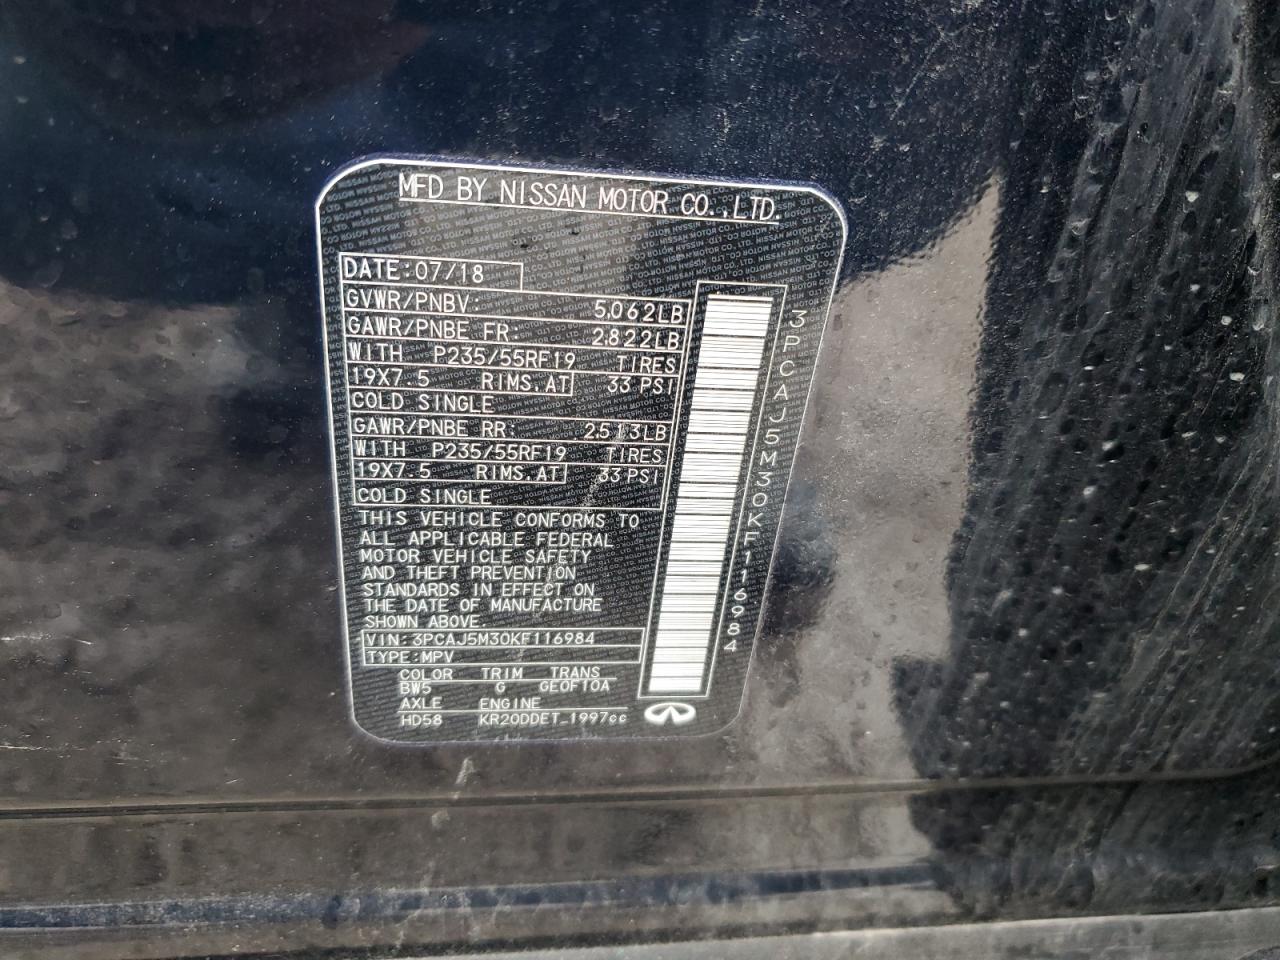 MFD BY NISSAN MOTOR CO.,LTD.
DATE:07/18
GVWR/PNBV: 5,062LB
GAWR/PNBE FR: 2,822LB
WITH P235/55RF19 TIRES
19X7.5 RIMS,AT 33 PSI
COLD SINGLE
GAWR/PNBE RR: 2,513LB
WITH P235/55RF19 TIRES
19X7.5 RIMS,AT 33 PSI
COLD SINGLE
THIS VEHICLE CONFORMS TO
ALL APPLICABLE FEDERAL
MOTOR VEHICLE SAFETY
AND THEFT PREVENTION
STANDARDS IN EFFECT ON
THE DATE OF MANUFACTURE
SHOWN ABOVE.
VIN: 3PCAJ5M30KF116984
TYPE:MPV
COLOR TRIM TRANS
BW5 G GE0F10A
AXLE ENGINE
HD58 KR20DDET_1997cc
3PCAJ5M30KF116984